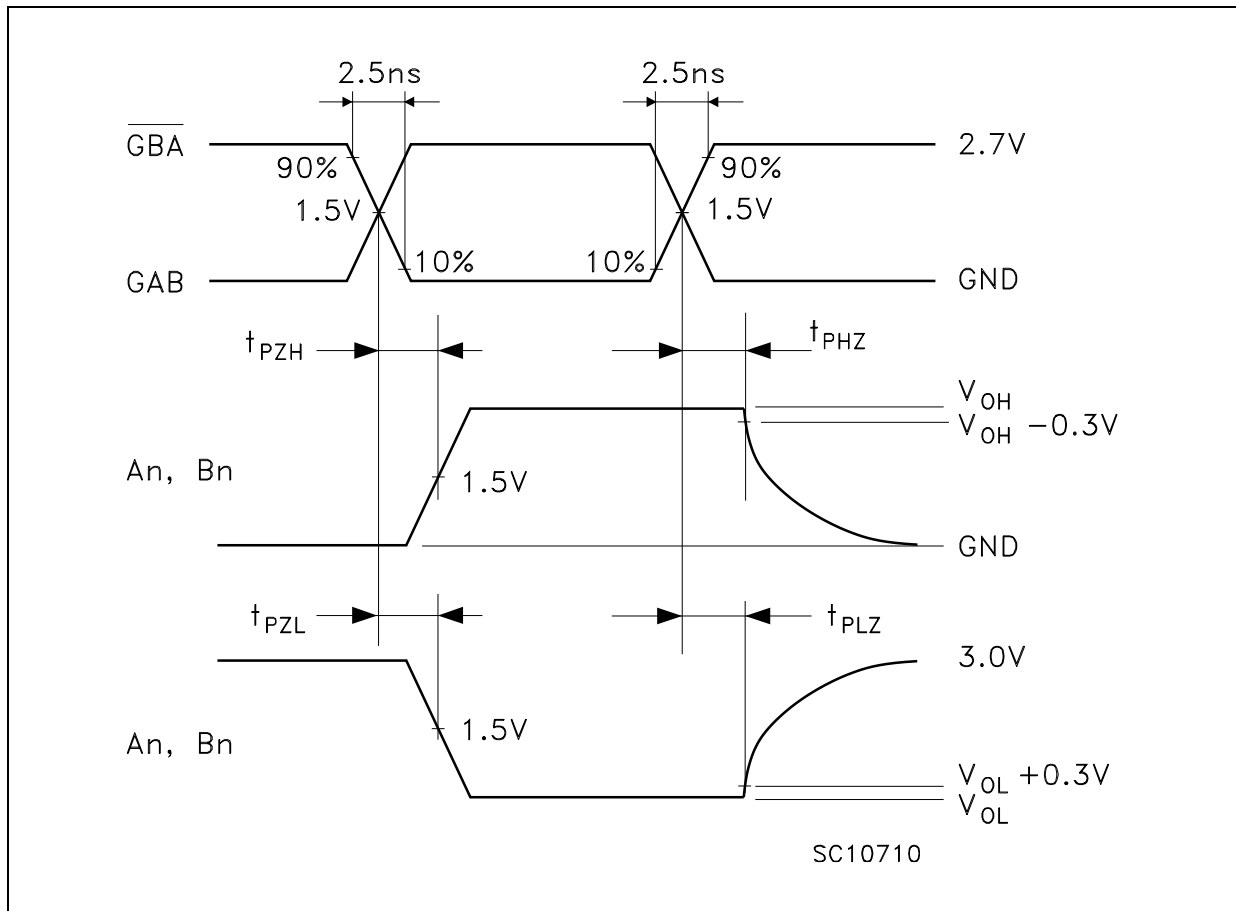 2.5ns 2.5ns
GBA 2.7V
90% 90%
1.5V 1.5V
10% 10%
GAB GND
tPZH tPHZ
VOH
VOH −0.3V
An, Bn
1.5V
GND
tPZL tPLZ
3.0V
1.5V
An, Bn
VOL +0.3V
VOL
SC10710